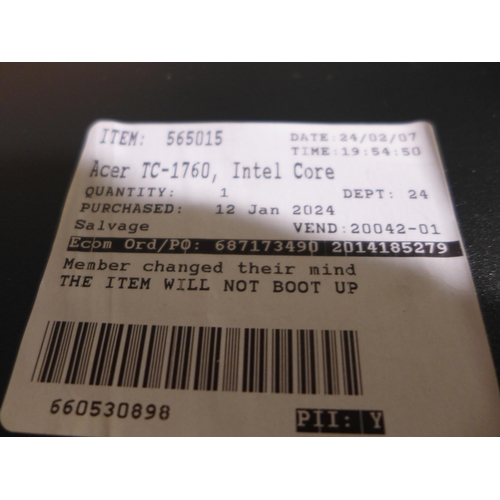 ITEM: 565015 DATE:24/02/07
TIME:19:54:50
Acer TC-1760, Intel Core
QUANTITY: 1 DEPT: 24
PURCHASED: 12 Jan 2024
Salvage VEND:20042-01
Ecom Ord/PO: 687173490 2014185279
Member changed their mind
THE ITEM WILL NOT BOOT UP
660530898 PII: Y